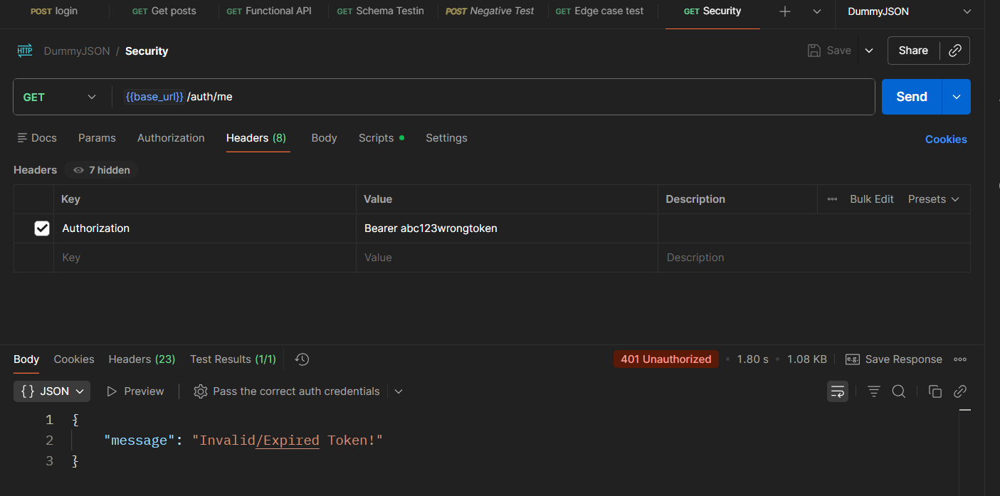 POST login GET Get posts GET Functional API GET Schema Testin POST Negative Test GET Edge case test GET Security DummyJSON
HTTP DummyJSON / Security Save Share
GET {{base_url}} /auth/me Send
Docs Params Authorization Headers (8) Body Scripts Settings Cookies
Headers 7 hidden
Key Value Description Bulk Edit Presets
Authorization Bearer abc123wrongtoken
Key Value Description
Body Cookies Headers (23) Test Results (1/1) 401 Unauthorized 1.80 s 1.08 KB e.g. Save Response
{} JSON Preview Pass the correct auth credentials
1 {
2 "message": "Invalid/Expired Token!"
3 }